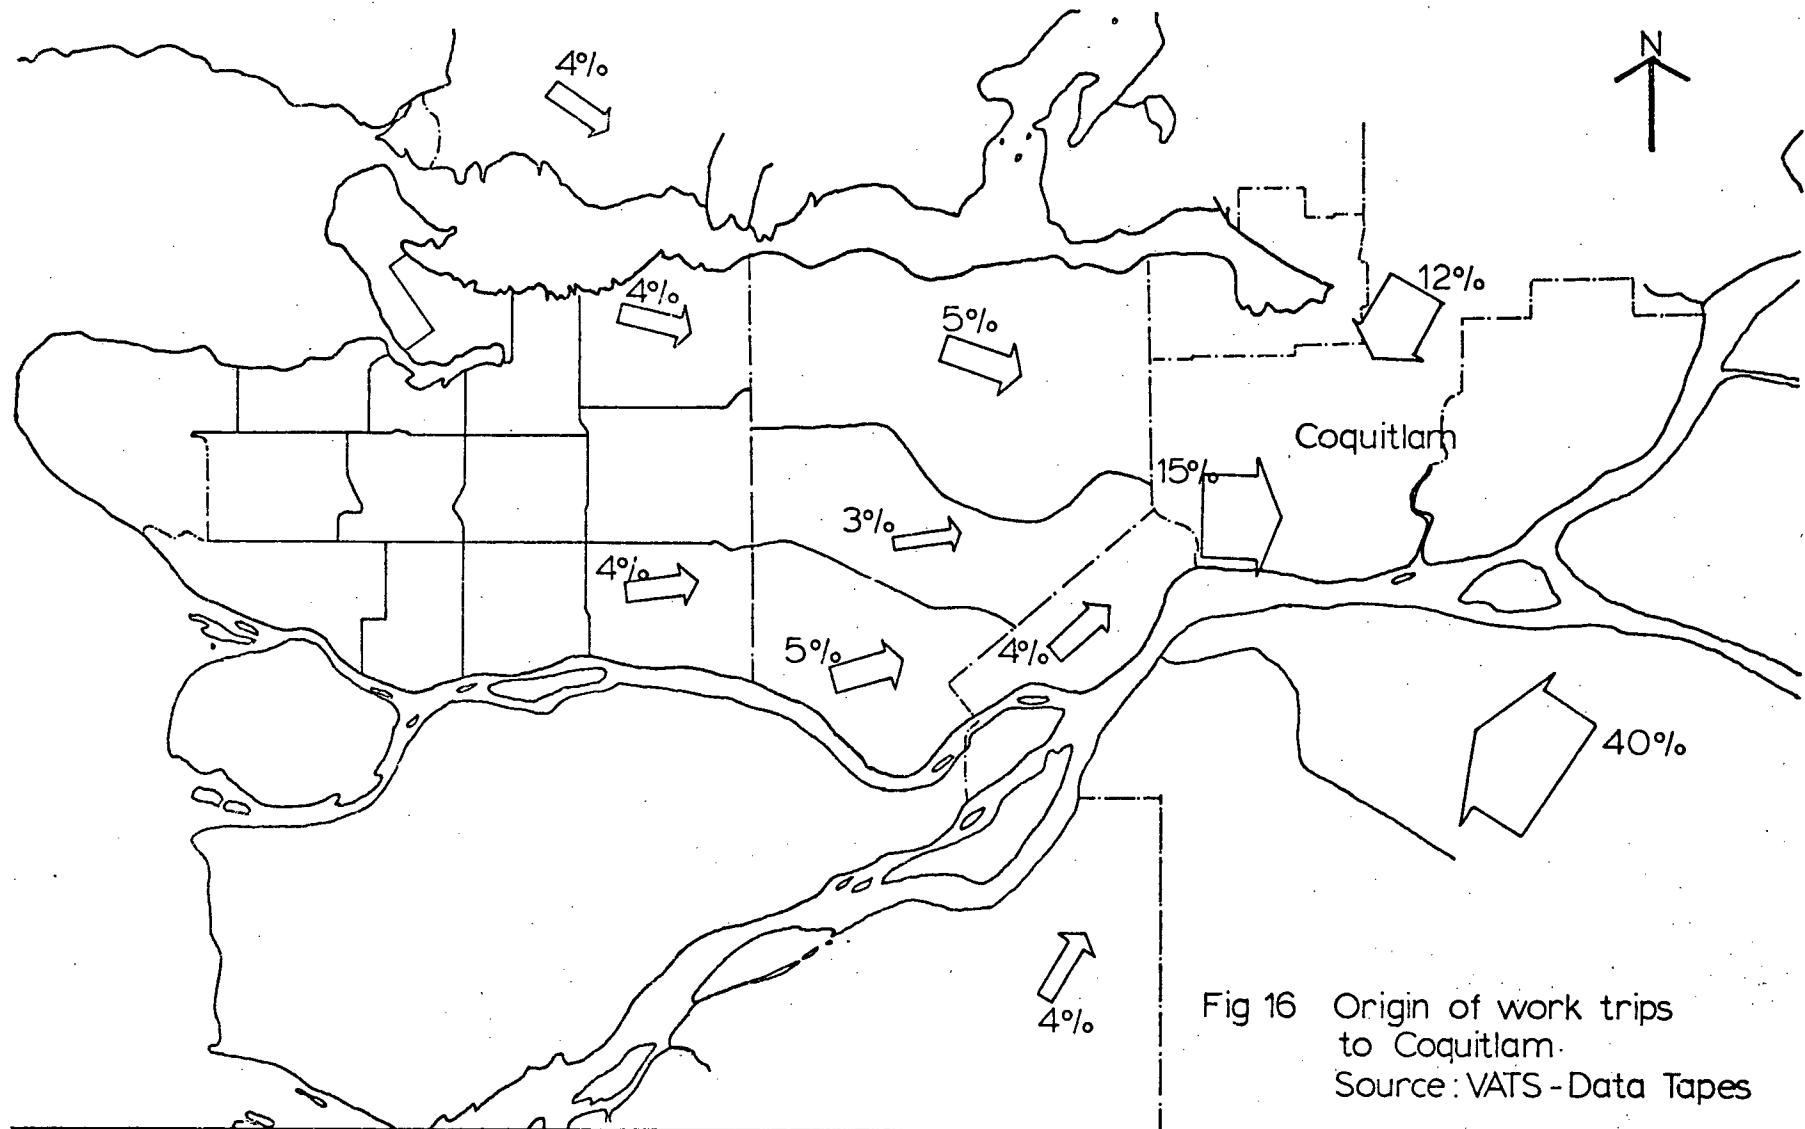 N
4%
12%
4%
5%
Coquitlam
15%
3%
4%
5%
4%
40%
4%
Fig 16 Origin of work trips
to Coquitlam.
Source: VATS - Data Tapes